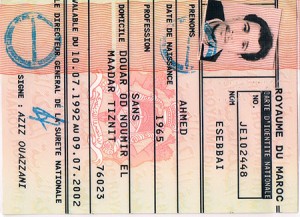 ROYAUME DU MAROC
CARTE D'IDENTITE NATIONALE
JE102448
NOM
ESEBBAI
PRENOMS
AHMED
DATE DE NAISSANCE
1965
PROFESSION
SANS
DOMICILE
DOUAR OD NOUMIR EL
MAADAR TIZNIT
76023
VALABLE DU 10.07.1992 AU 09.07.2002
LE DIRECTEUR GENERAL DE LA SURETE NATIONALE
SIGNE : AZIZ OUAZZANI